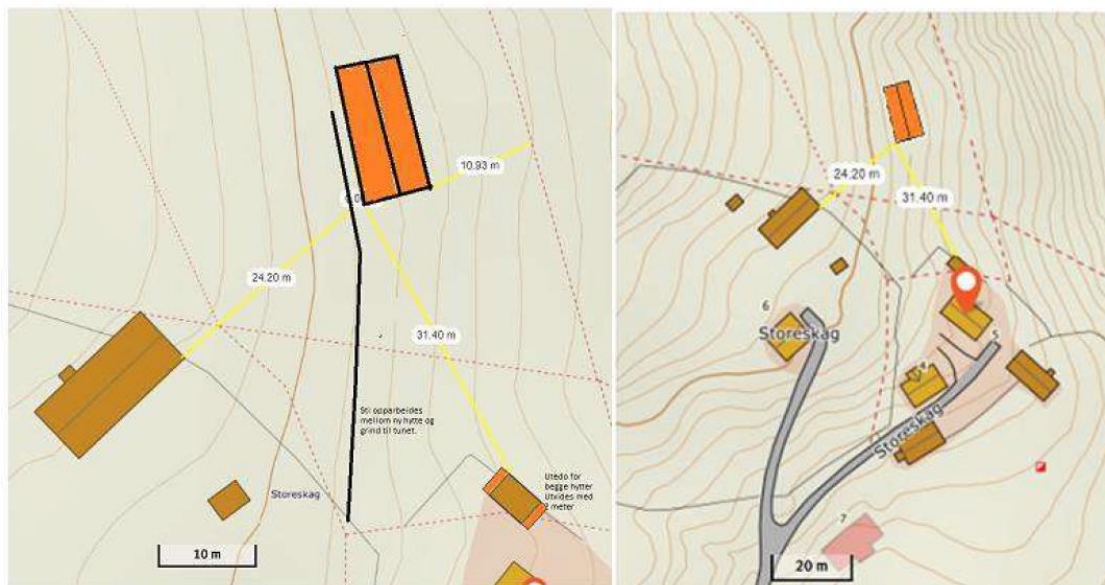 10.93 m
24.20 m
31.40 m
Sti opparbeides
mellom ny hytte og
grind til tunet.
Utedo for
begge hytter
Utvides med
2 meter
Storeskag
10 m
24.20 m
31.40 m
6
Storeskag
5
Storeskag
7
20 m